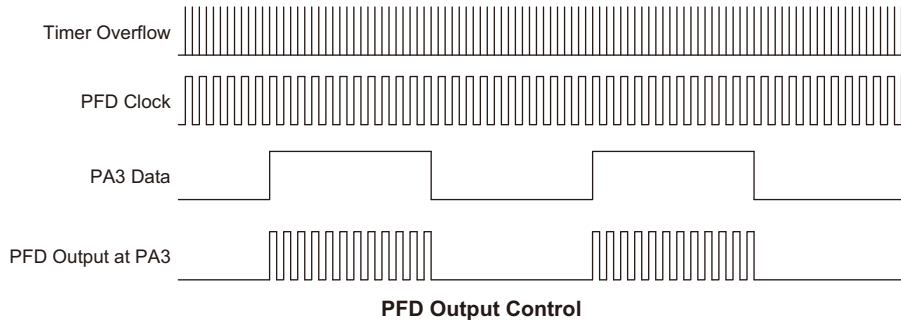 Timer Overflow
PFD Clock
PA3 Data
PFD Output at PA3
PFD Output Control